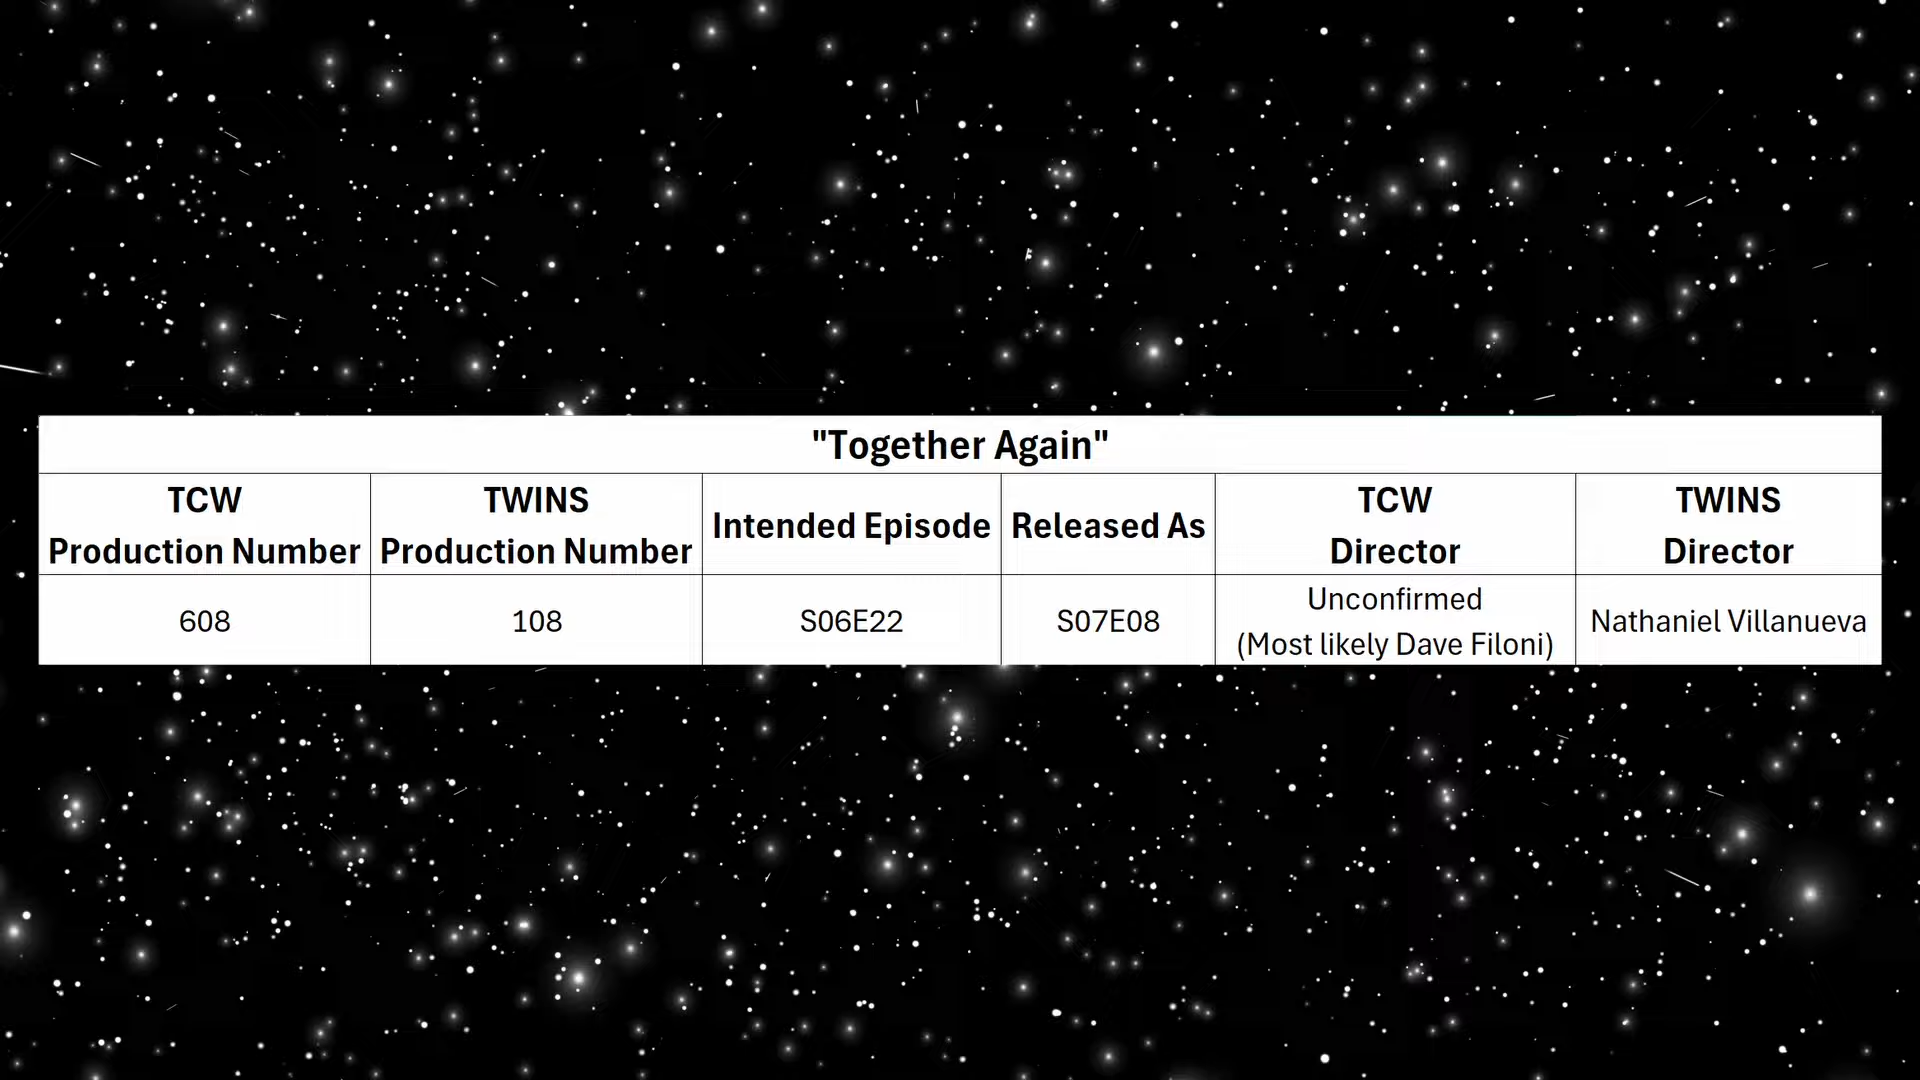 "Together Again"
TCW
Production Number
TWINS
Production Number
Intended Episode
Released As
TCW
Director
TWINS
Director
608
108
S06E22
S07E08
Unconfirmed
(Most likely Dave Filoni)
Nathaniel Villanueva